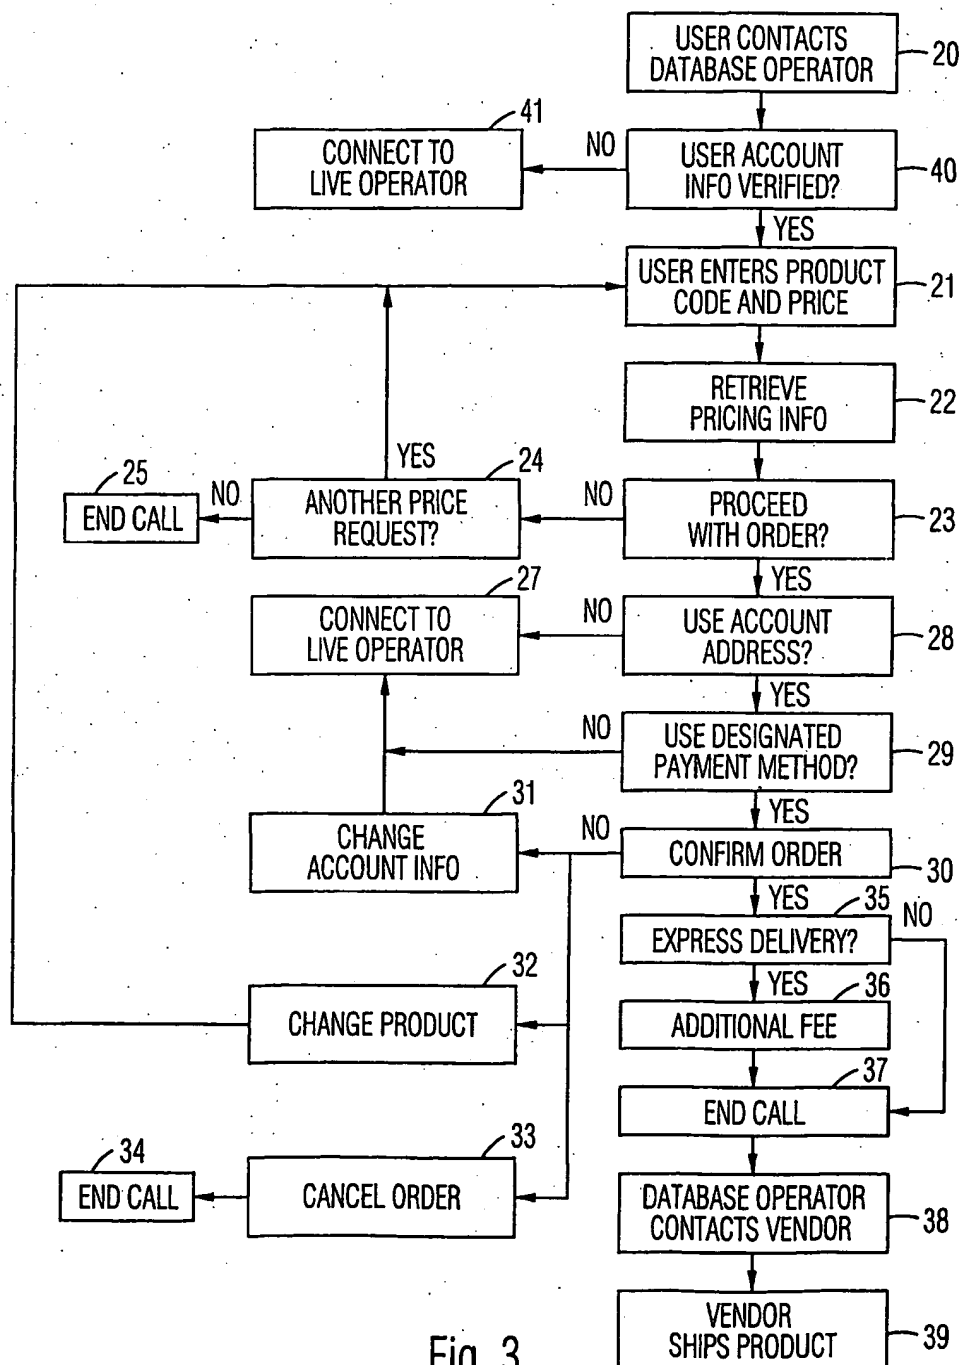 USER CONTACTS
DATABASE OPERATOR
20
41
CONNECT TO
LIVE OPERATOR
NO
USER ACCOUNT
INFO VERIFIED?
40
YES
USER ENTERS PRODUCT
CODE AND PRICE
21
RETRIEVE
PRICING INFO
22
YES
25
END CALL
NO
24
ANOTHER PRICE
REQUEST?
NO
PROCEED
WITH ORDER?
23
YES
27
CONNECT TO
LIVE OPERATOR
NO
USE ACCOUNT
ADDRESS?
28
YES
NO
USE DESIGNATED
PAYMENT METHOD?
29
YES
31
CHANGE
ACCOUNT INFO
NO
CONFIRM ORDER
30
YES
35
NO
EXPRESS DELIVERY?
YES
32
CHANGE PRODUCT
36
ADDITIONAL FEE
37
END CALL
34
END CALL
33
CANCEL ORDER
DATABASE OPERATOR
CONTACTS VENDOR
38
VENDOR
SHIPS PRODUCT
39
Fig. 3